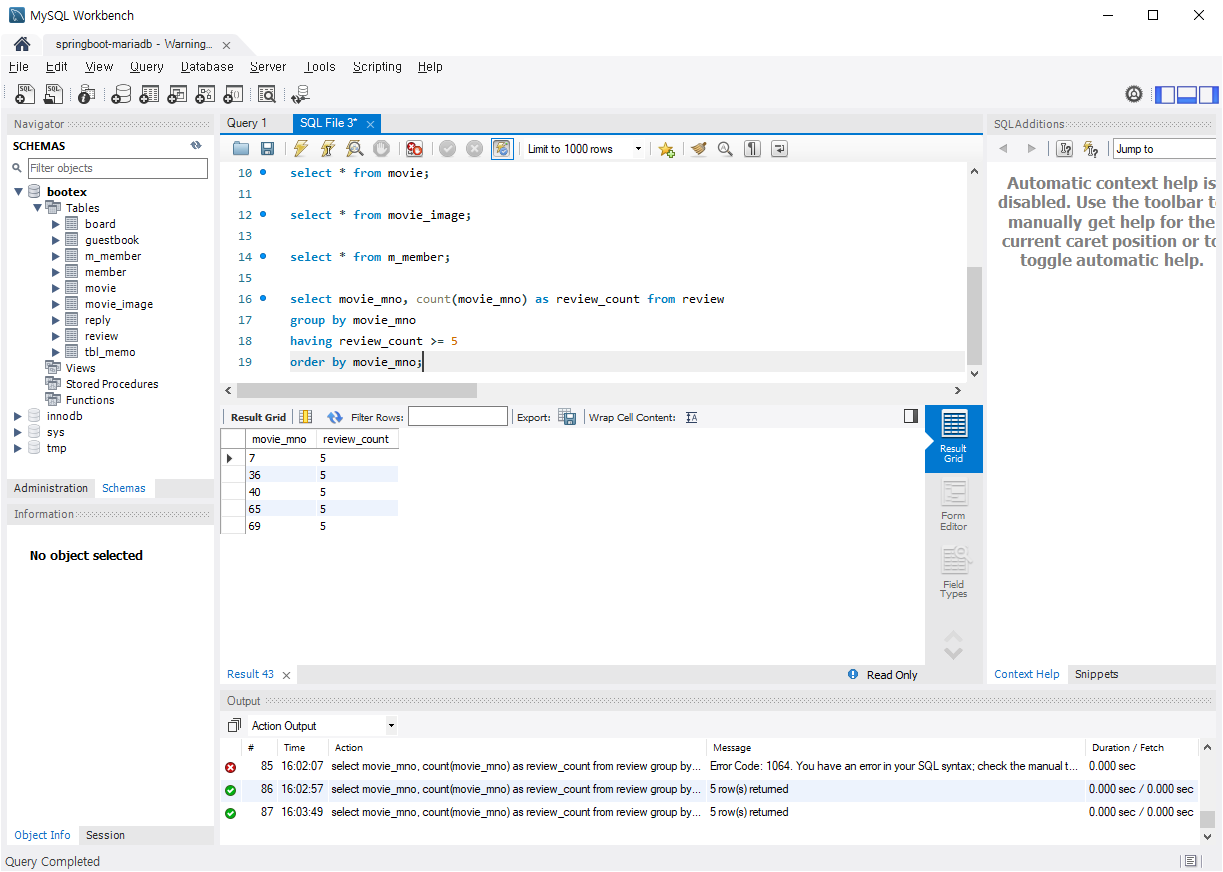 MySQL Workbench
springboot-mariadb - Warning...
File Edit View Query Database Server Tools Scripting Help
Navigator
SCHEMAS
Filter objects
bootex
Tables
board
guestbook
m_member
member
movie
movie_image
reply
review
tbl_memo
Views
Stored Procedures
Functions
innodb
sys
tmp
Administration Schemas
Information
No object selected
Object Info Session
Query 1 SQL File 3*
Limit to 1000 rows
10 select * from movie;
11
12 select * from movie_image;
13
14 select * from m_member;
15
16 select movie_mno, count(movie_mno) as review_count from review
17 group by movie_mno
18 having review_count >= 5
19 order by movie_mno;
Result Grid Filter Rows: Export: Wrap Cell Content:
movie_mno review_count
7 5
36 5
40 5
65 5
69 5
Result
Grid
Form
Editor
Field
Types
Result 43 Read Only
SQLAdditions
Jump to
Automatic context help is
disabled. Use the toolbar t
manually get help for the
current caret position or to
toggle automatic help.
Context Help Snippets
Output
Action Output
# Time Action Message Duration / Fetch
85 16:02:07 select movie_mno, count(movie_mno) as review_count from review group by... Error Code: 1064. You have an error in your SQL syntax; check the manual t... 0.000 sec
86 16:02:57 select movie_mno, count(movie_mno) as review_count from review group by... 5 row(s) returned 0.000 sec / 0.000 sec
87 16:03:49 select movie_mno, count(movie_mno) as review_count from review group by... 5 row(s) returned 0.000 sec / 0.000 sec
Query Completed